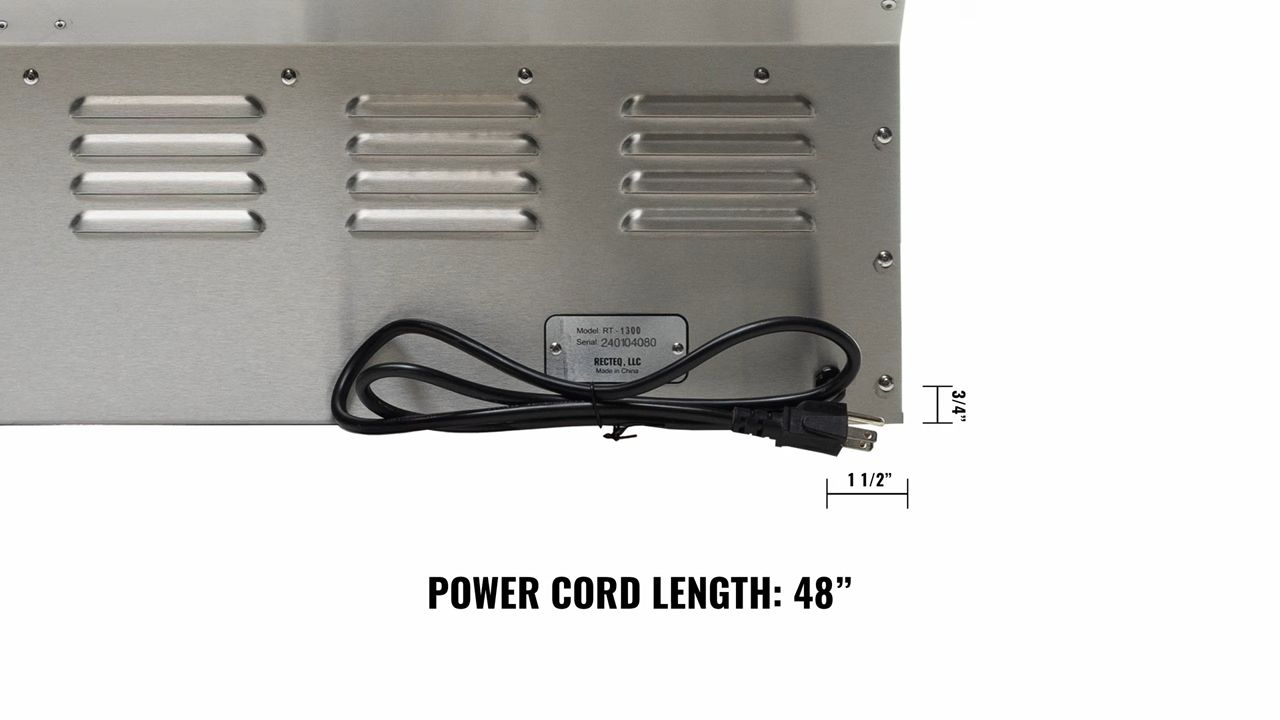 Model: RT - 1300
Serial: 240104080
RECTEQ, LLC
Made in China
3/4”
1 1/2”
POWER CORD LENGTH: 48”